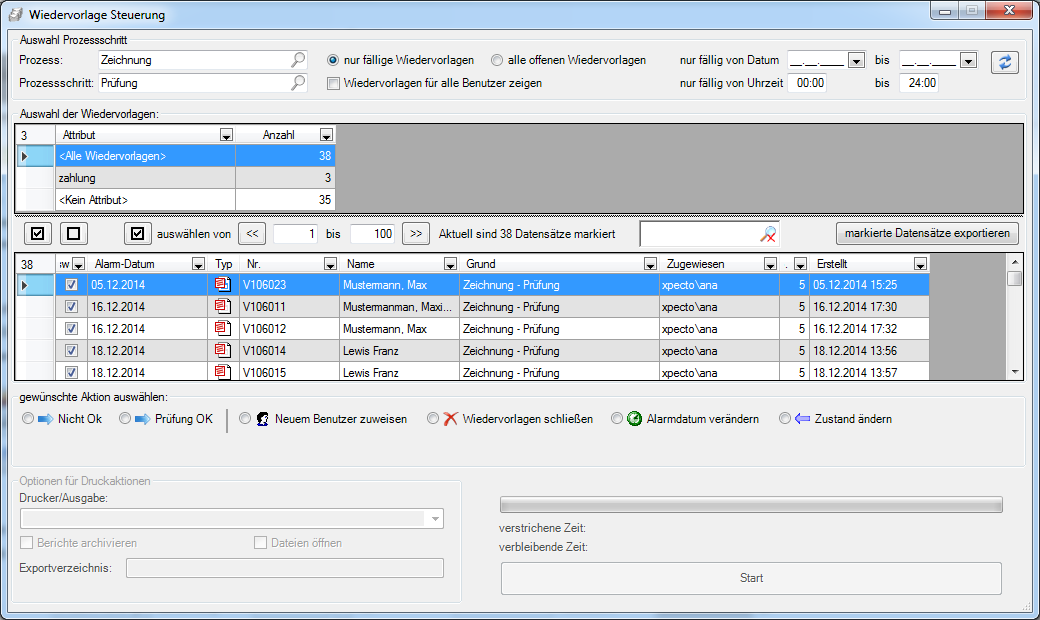 Wiedervorlage Steuerung
Auswahl Prozessschritt
Prozess: Zeichnung nur fällige Wiedervorlagen alle offenen Wiedervorlagen nur fällig von Datum __.__.____ bis __.__.____
Prozessschritt: Prüfung Wiedervorlagen für alle Benutzer zeigen nur fällig von Uhrzeit 00:00 bis 24:00
Auswahl der Wiedervorlagen:
3 Attribut Anzahl
<Alle Wiedervorlagen> 38
zahlung 3
<Kein Attribut> 35
auswählen von << 1 bis 100 >> Aktuell sind 38 Datensätze markiert markierte Datensätze exportieren
38 sw Alarm-Datum Typ Nr. Name Grund Zugewiesen . Erstellt
05.12.2014 V106023 Mustermann, Max Zeichnung - Prüfung xpecto\ana 5 05.12.2014 15:25
16.12.2014 V106011 Mustermanman, Maxi... Zeichnung - Prüfung xpecto\ana 5 16.12.2014 17:30
16.12.2014 V106012 Mustermann, Max Zeichnung - Prüfung xpecto\ana 5 16.12.2014 17:32
18.12.2014 V106014 Lewis Franz Zeichnung - Prüfung xpecto\ana 5 18.12.2014 13:56
18.12.2014 V106015 Lewis Franz Zeichnung - Prüfung xpecto\ana 5 18.12.2014 13:57
gewünschte Aktion auswählen:
Nicht Ok Prüfung OK Neuem Benutzer zuweisen Wiedervorlagen schließen Alarmdatum verändern Zustand ändern
Optionen für Druckaktionen
Drucker/Ausgabe:
Berichte archivieren Dateien öffnen
Exportverzeichnis:
verstrichene Zeit:
verbleibende Zeit:
Start